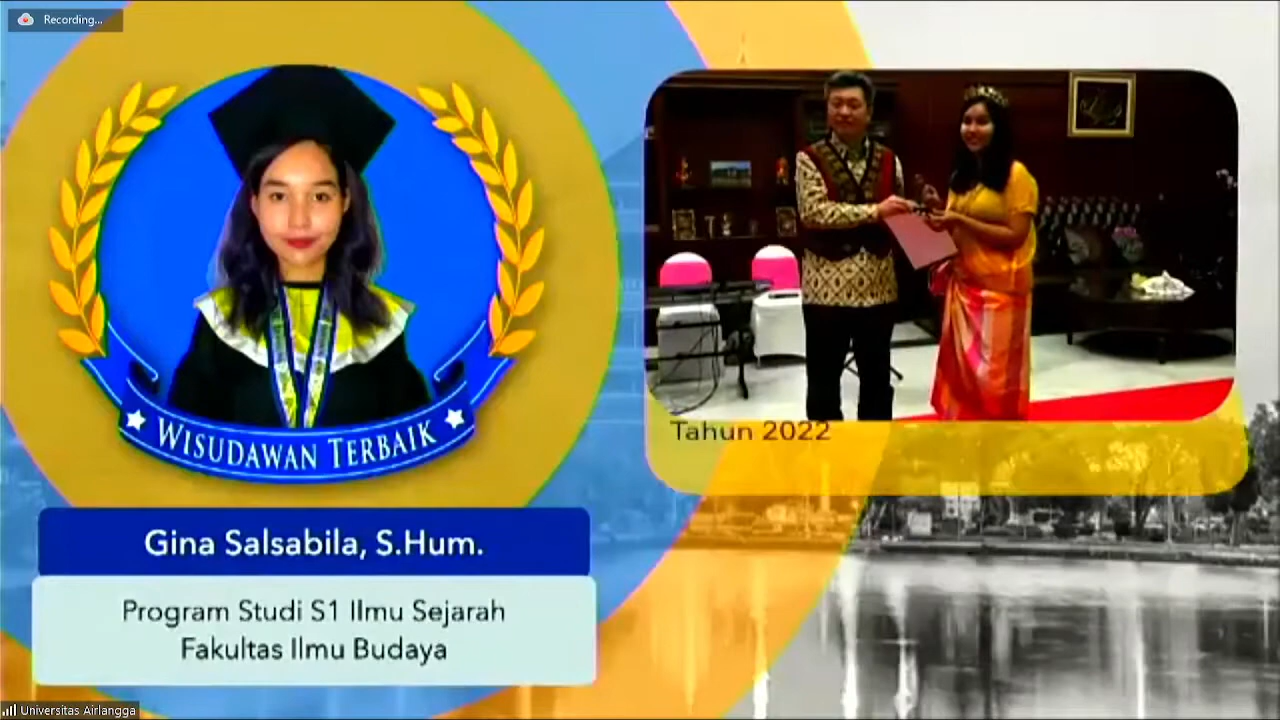 Recording...
WISUDAWAN TERBAIK
Gina Salsabila, S.Hum.
Program Studi S1 Ilmu Sejarah
Fakultas Ilmu Budaya
Tahun 2022
Universitas Airlangga